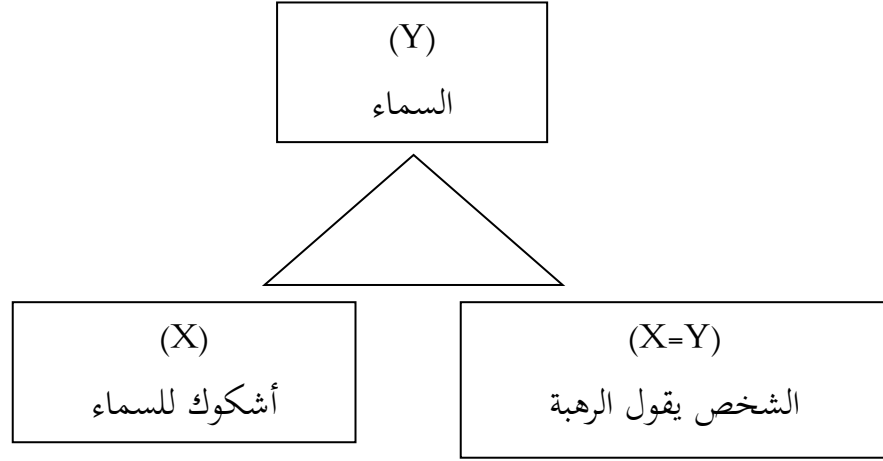 (Y)
السماء
(X)
أشكوك للسماء
(X=Y)
الشخص يقول الرهبة